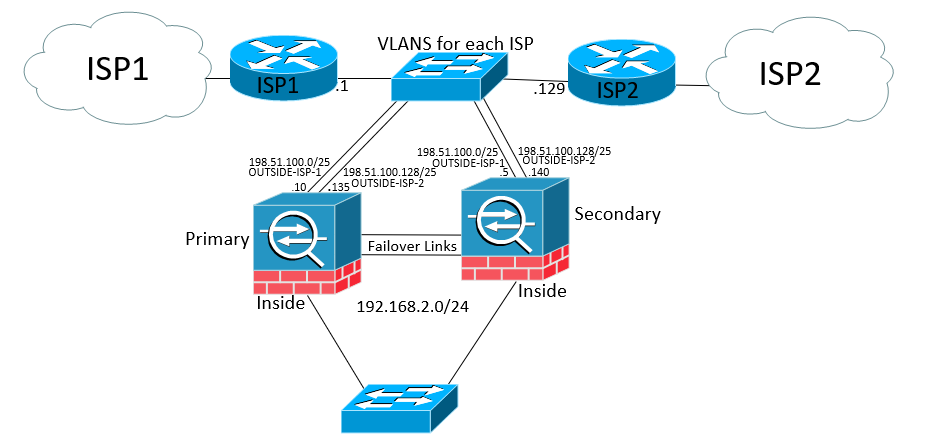 VLANS for each ISP
ISP1
ISP1
.1
.129
ISP2
ISP2
198.51.100.0/25
OUTSIDE-ISP-1
198.51.100.128/25
OUTSIDE-ISP-2
.10
.135
198.51.100.0/25
OUTSIDE-ISP-1
198.51.100.128/25
OUTSIDE-ISP-2
.5
.140
Primary
Failover Links
Secondary
Inside
192.168.2.0/24
Inside